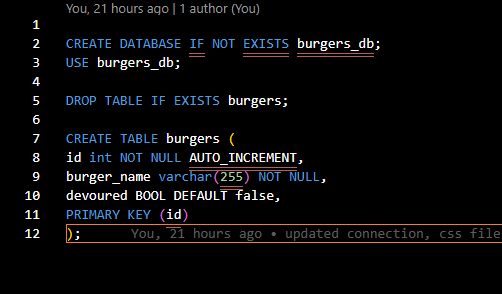 You, 21 hours ago | 1 author (You)
1
2 CREATE DATABASE IF NOT EXISTS burgers_db;
3 USE burgers_db;
4
5 DROP TABLE IF EXISTS burgers;
6
7 CREATE TABLE burgers (
8 id int NOT NULL AUTO_INCREMENT,
9 burger_name varchar(255) NOT NULL,
10 devoured BOOL DEFAULT false,
11 PRIMARY KEY (id)
12 ); You, 21 hours ago • updated connection, css file